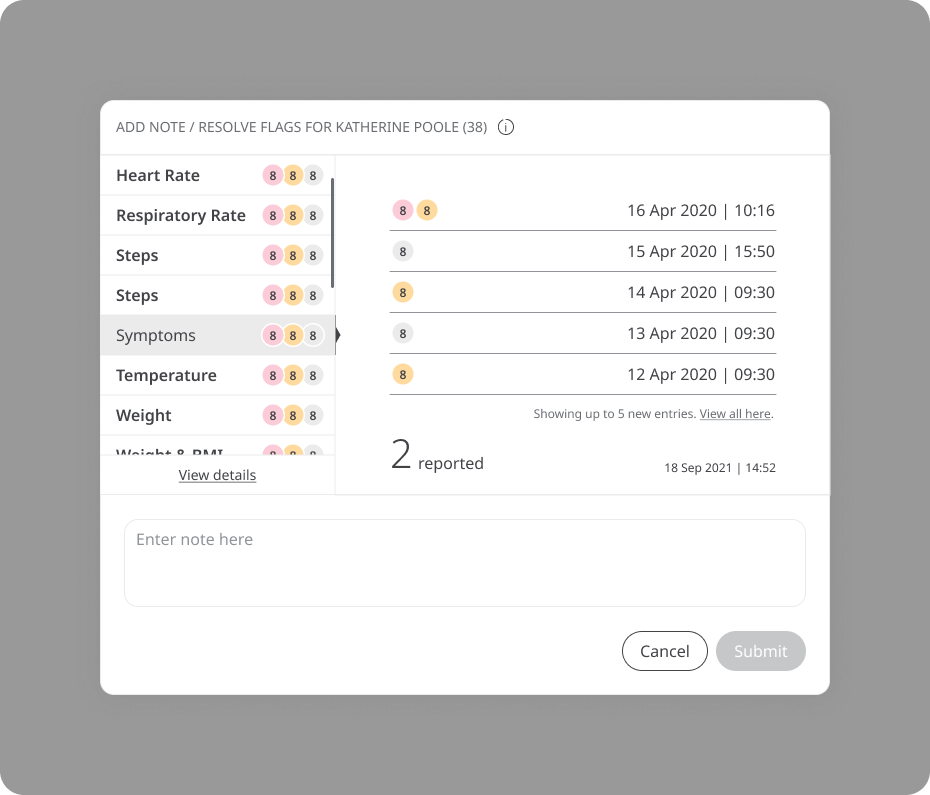 ADD NOTE / RESOLVE FLAGS FOR KATHERINE POOLE (38) i
Heart Rate 8 8 8
Respiratory Rate 8 8 8
Steps 8 8 8
Steps 8 8 8
Symptoms 8 8 8
Temperature 8 8 8
Weight 8 8 8
Weight & BMI 8 8 8
View details
8 8 16 Apr 2020 | 10:16
8 15 Apr 2020 | 15:50
8 14 Apr 2020 | 09:30
8 13 Apr 2020 | 09:30
8 12 Apr 2020 | 09:30
Showing up to 5 new entries. View all here.
2 reported 18 Sep 2021 | 14:52
Enter note here
Cancel Submit